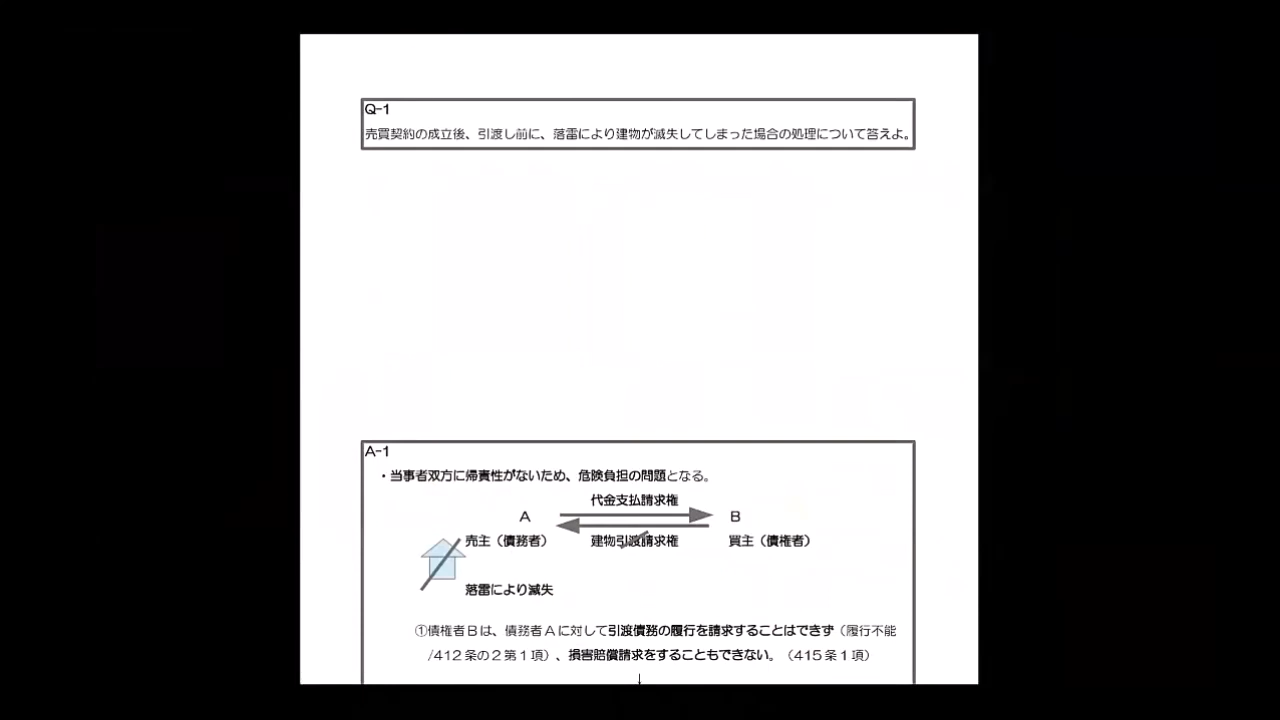 Q-1
売買契約の成立後、引渡し前に、落雷により建物が滅失してしまった場合の処理について答えよ。
A-1
・当事者双方に帰責性がないため、危険負担の問題となる。
代金支払請求権
A
B
売主（債務者）
建物引渡請求権
買主（債権者）
落雷により滅失
①債権者Ｂは、債務者Ａに対して引渡債務の履行を請求することはできず（履行不能
/412条の２第１項）、損害賠償請求をすることもできない。（415条１項）
↓